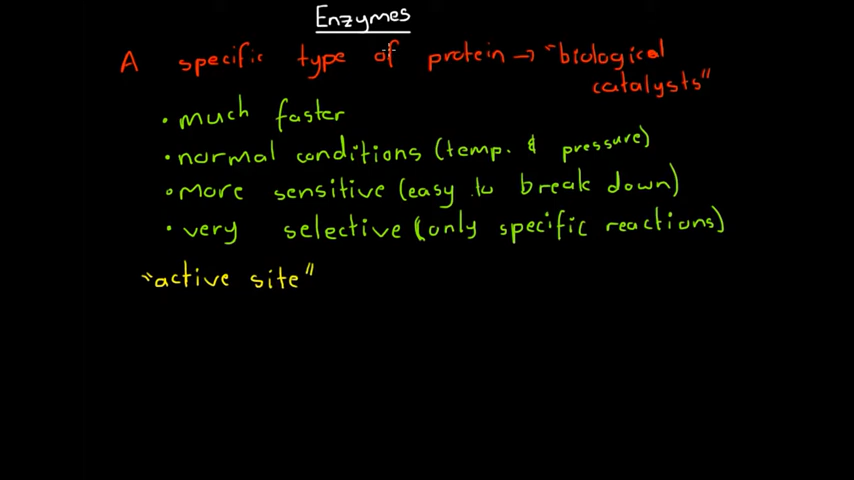 Enzymes
A specific type of protein → "biological
catalysts"
• much faster
• normal conditions (temp. & pressure)
• more sensitive (easy to break down)
• very selective (only specific reactions)
"active site"